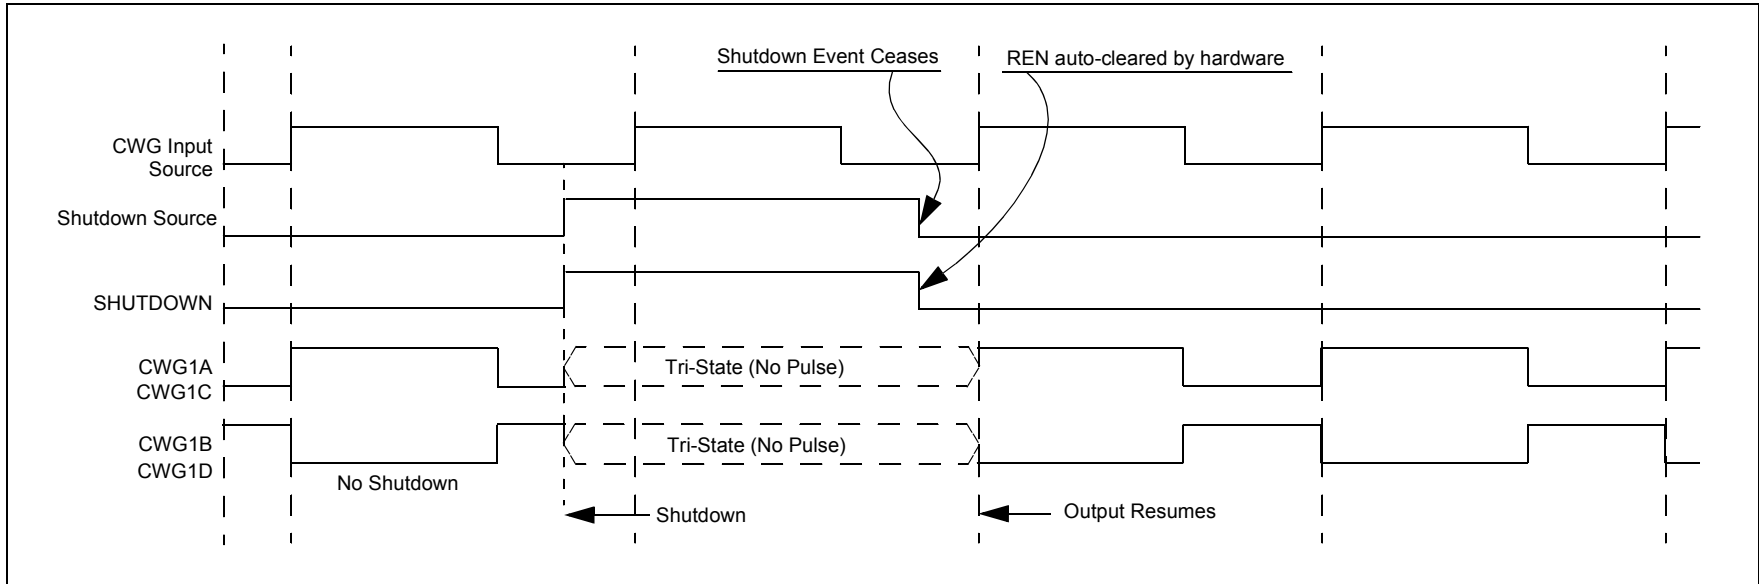 Shutdown Event Ceases
REN auto-cleared by hardware
CWG Input
Source
Shutdown Source
SHUTDOWN
CWG1A
CWG1C
Tri-State (No Pulse)
CWG1B
CWG1D
Tri-State (No Pulse)
No Shutdown
Shutdown
Output Resumes